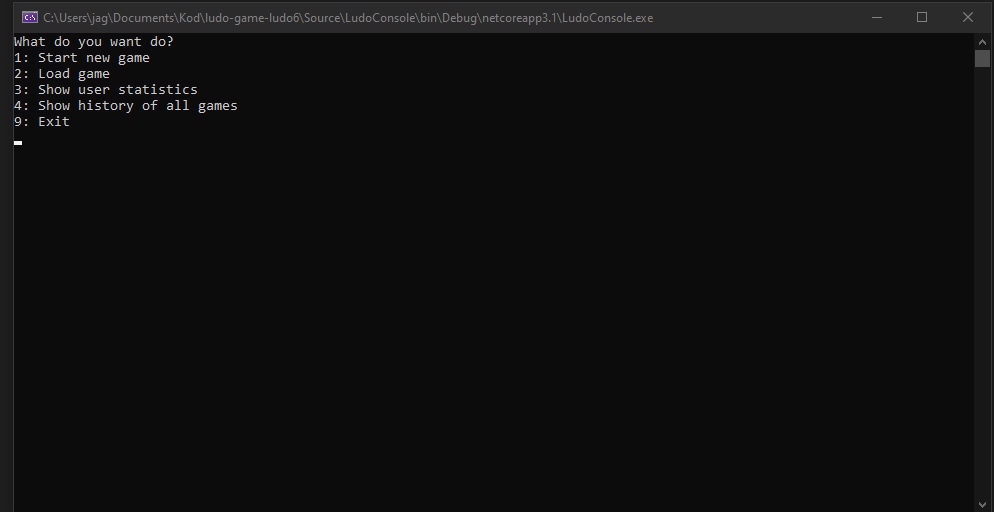 C:\Users\jag\Documents\Kod\ludo-game-ludo6\Source\LudoConsole\bin\Debug\netcoreapp3.1\LudoConsole.exe
What do you want do?
1: Start new game
2: Load game
3: Show user statistics
4: Show history of all games
9: Exit